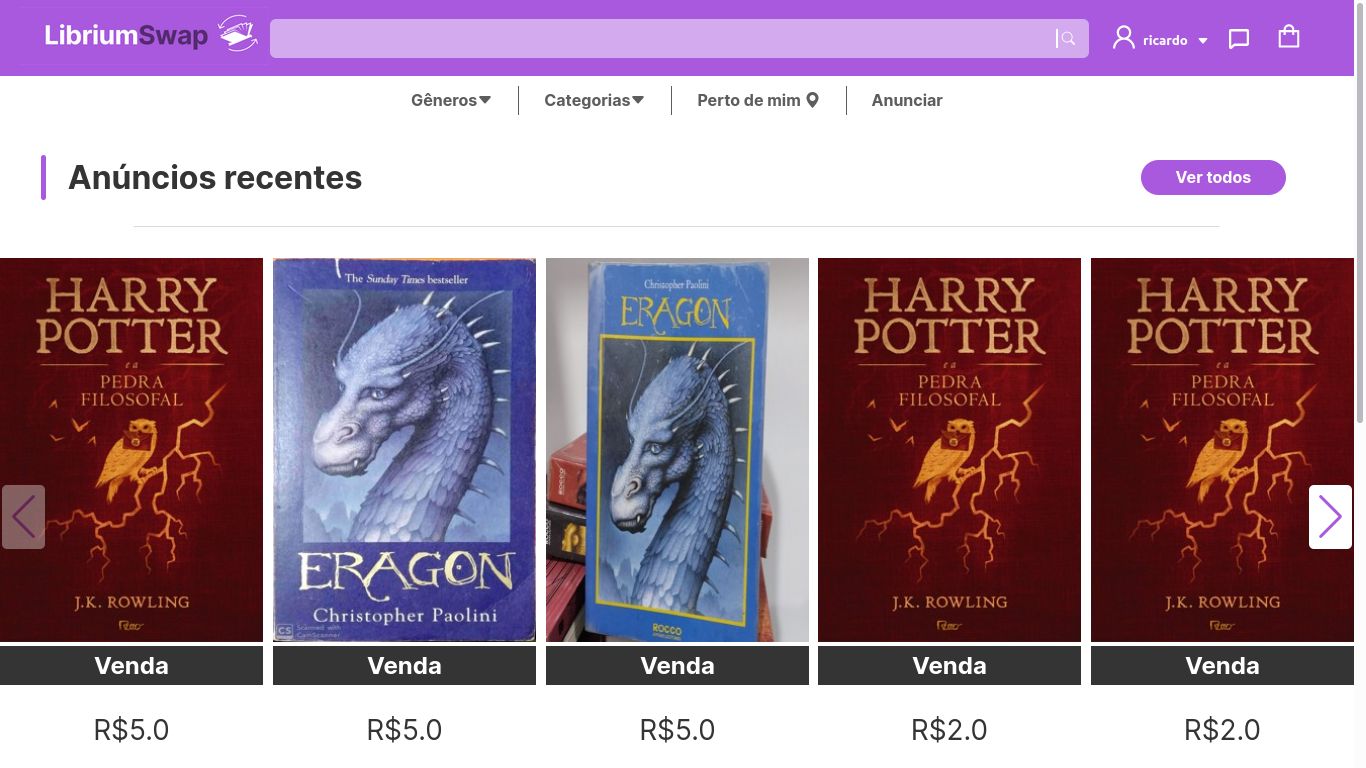 LibriumSwap
ricardo
Gêneros
Categorias
Perto de mim
Anunciar
Anúncios recentes
Ver todos
HARRY
POTTER
e a
PEDRA
FILOSOFAL
J.K. ROWLING
Venda
R$5.0
The Sunday Times bestseller
ERAGON
Christopher Paolini
CS Scanned with
CamScanner
Venda
R$5.0
Christopher Paolini
ERAGON
ROCCO
ROCCO
Venda
R$5.0
HARRY
POTTER
e a
PEDRA
FILOSOFAL
J.K. ROWLING
Venda
R$2.0
HARRY
POTTER
e a
PEDRA
FILOSOFAL
J.K. ROWLING
Venda
R$2.0